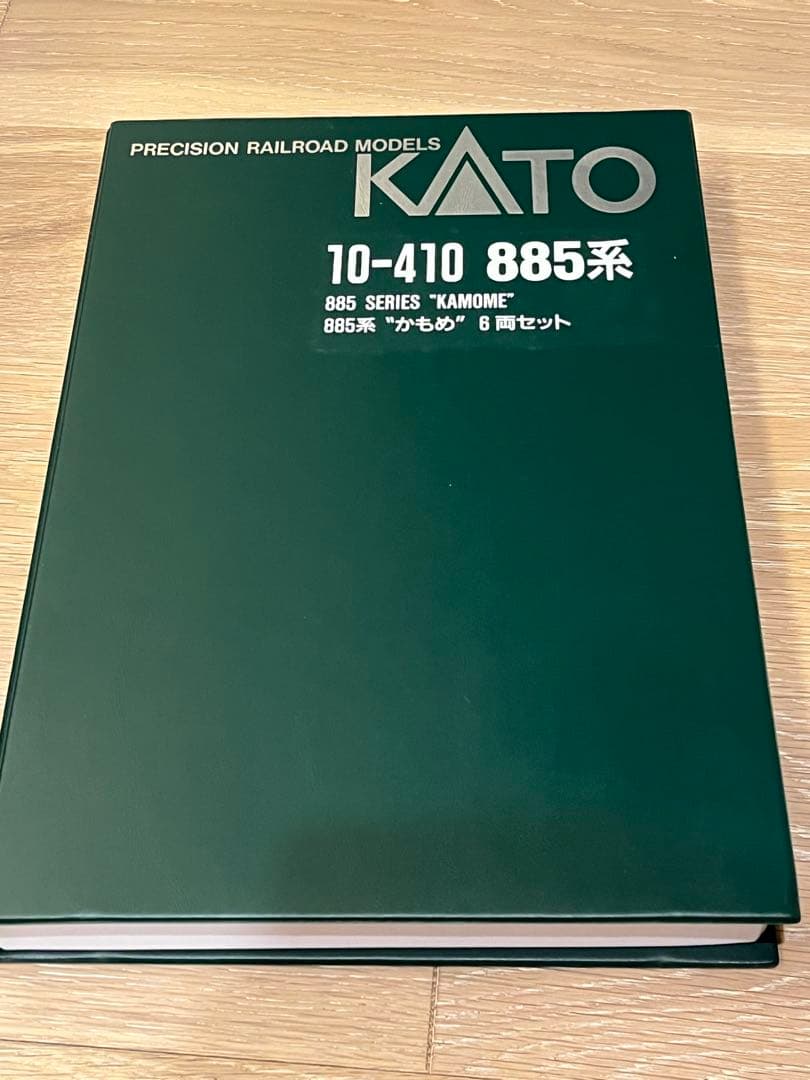 PRECISION RAILROAD MODELS
KATO
10-410 885系
885 SERIES "KAMOME"
885系 "かもめ" 6両セット